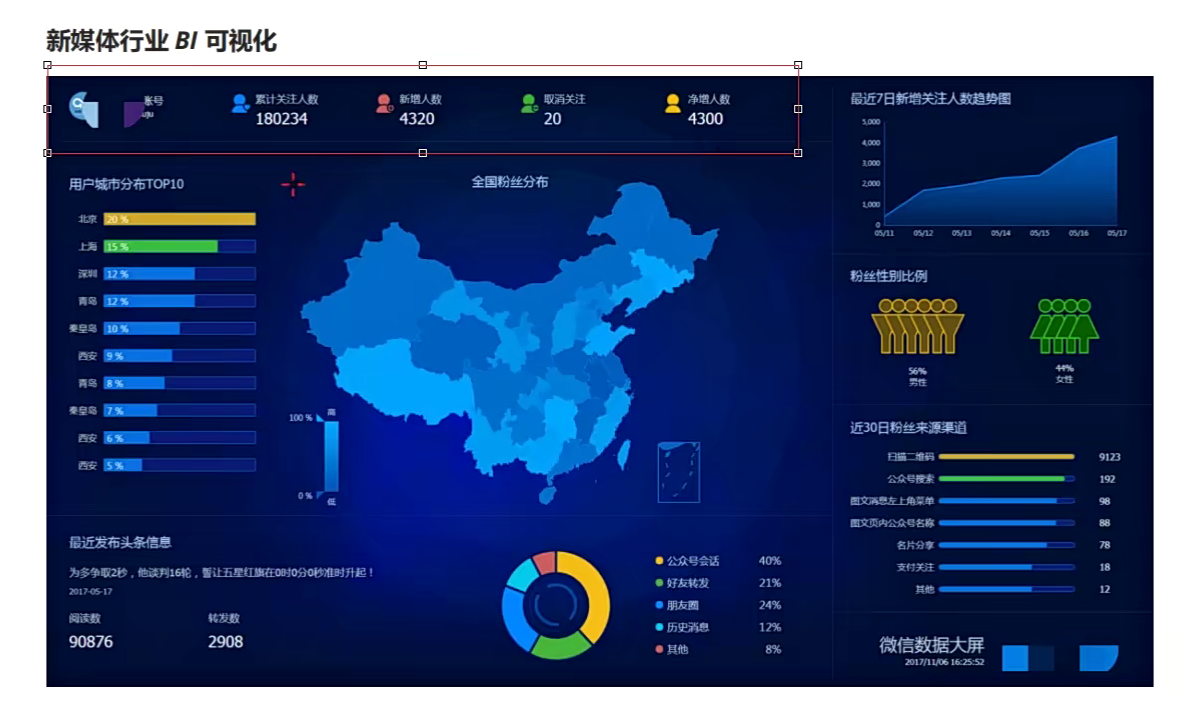 新媒体行业 BI 可视化
账号
累计关注人数
180234
新增人数
4320
取消关注
20
净增人数
4300
用户城市分布TOP10
北京 20 %
上海 15 %
深圳 12 %
青岛 12 %
秦皇岛 10 %
西安 9 %
青岛 8 %
秦皇岛 7 %
西安 6 %
西安 5 %
全国粉丝分布
100 % 高
0 % 低
最近发布头条信息
为多争取2秒，他谈判16轮，誓让五星红旗在0时0分0秒准时升起！
2017-05-17
阅读数 转发数
90876 2908
公众号会话 40%
好友转发 21%
朋友圈 24%
历史消息 12%
其他 8%
最近7日新增关注人数趋势图
5,000
4,000
3,000
2,000
1,000
0
05/11 05/12 05/13 05/14 05/15 05/16 05/17
粉丝性别比例
56% 44%
男性 女性
近30日粉丝来源渠道
扫描二维码 9123
公众号搜索 192
图文消息左上角菜单 98
图文页内公众号名称 88
名片分享 78
支付关注 18
其他 12
微信数据大屏
2017/11/06 16:25:52